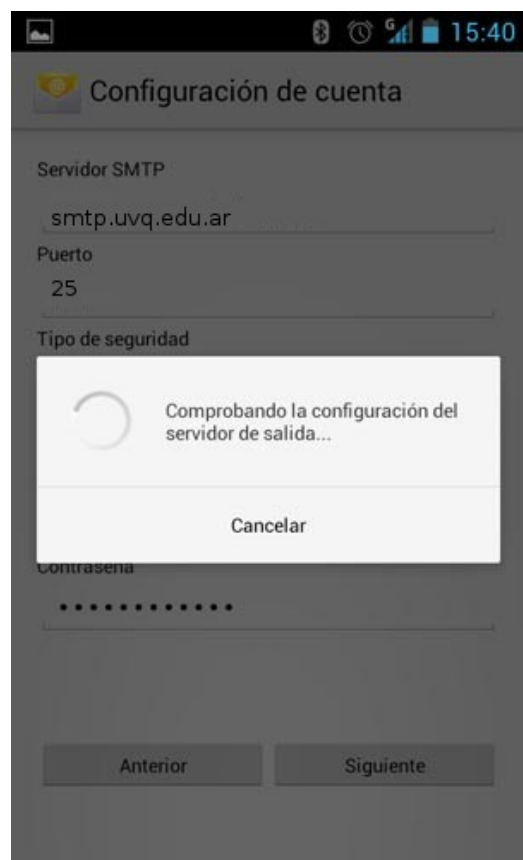 G
15:40
Configuración de cuenta
Servidor SMTP
smtp.uvq.edu.ar
Puerto
25
Tipo de seguridad
Comprobando la configuración del
servidor de salida...
Cancelar
Contraseña
Anterior
Siguiente